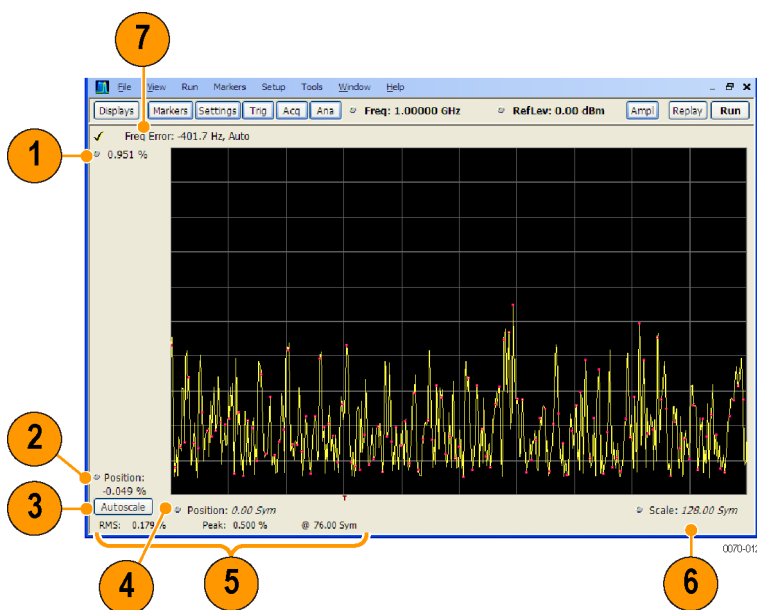 7
File View Run Markers Setup Tools Window Help
Displays Markers Settings Trig Acq Ana Freq: 1.00000 GHz RefLev: 0.00 dBm Ampl Replay Run
Freq Error: -401.7 Hz, Auto
1
0.951 %
2
Position:
-0.049 %
3
Autoscale
Position: 0.00 Sym
Scale: 128.00 Sym
T
RMS: 0.179 % Peak: 0.500 % @ 76.00 Sym
4
5
6
0070-012